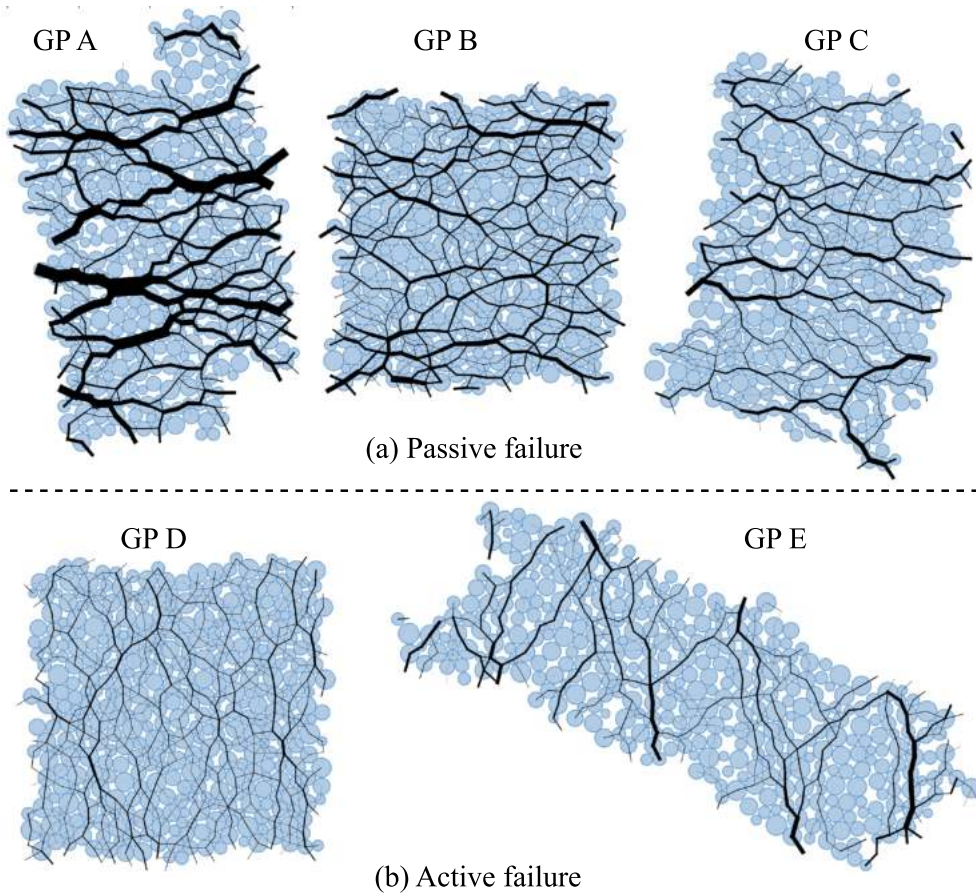 GP A
GP B
GP C
(a) Passive failure
GP D
GP E
(b) Active failure